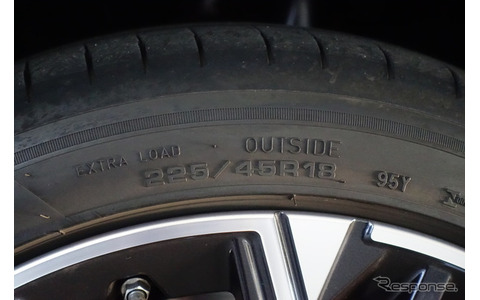 EXTRA LOAD OUTSIDE
225/45R18 95Y
Response.